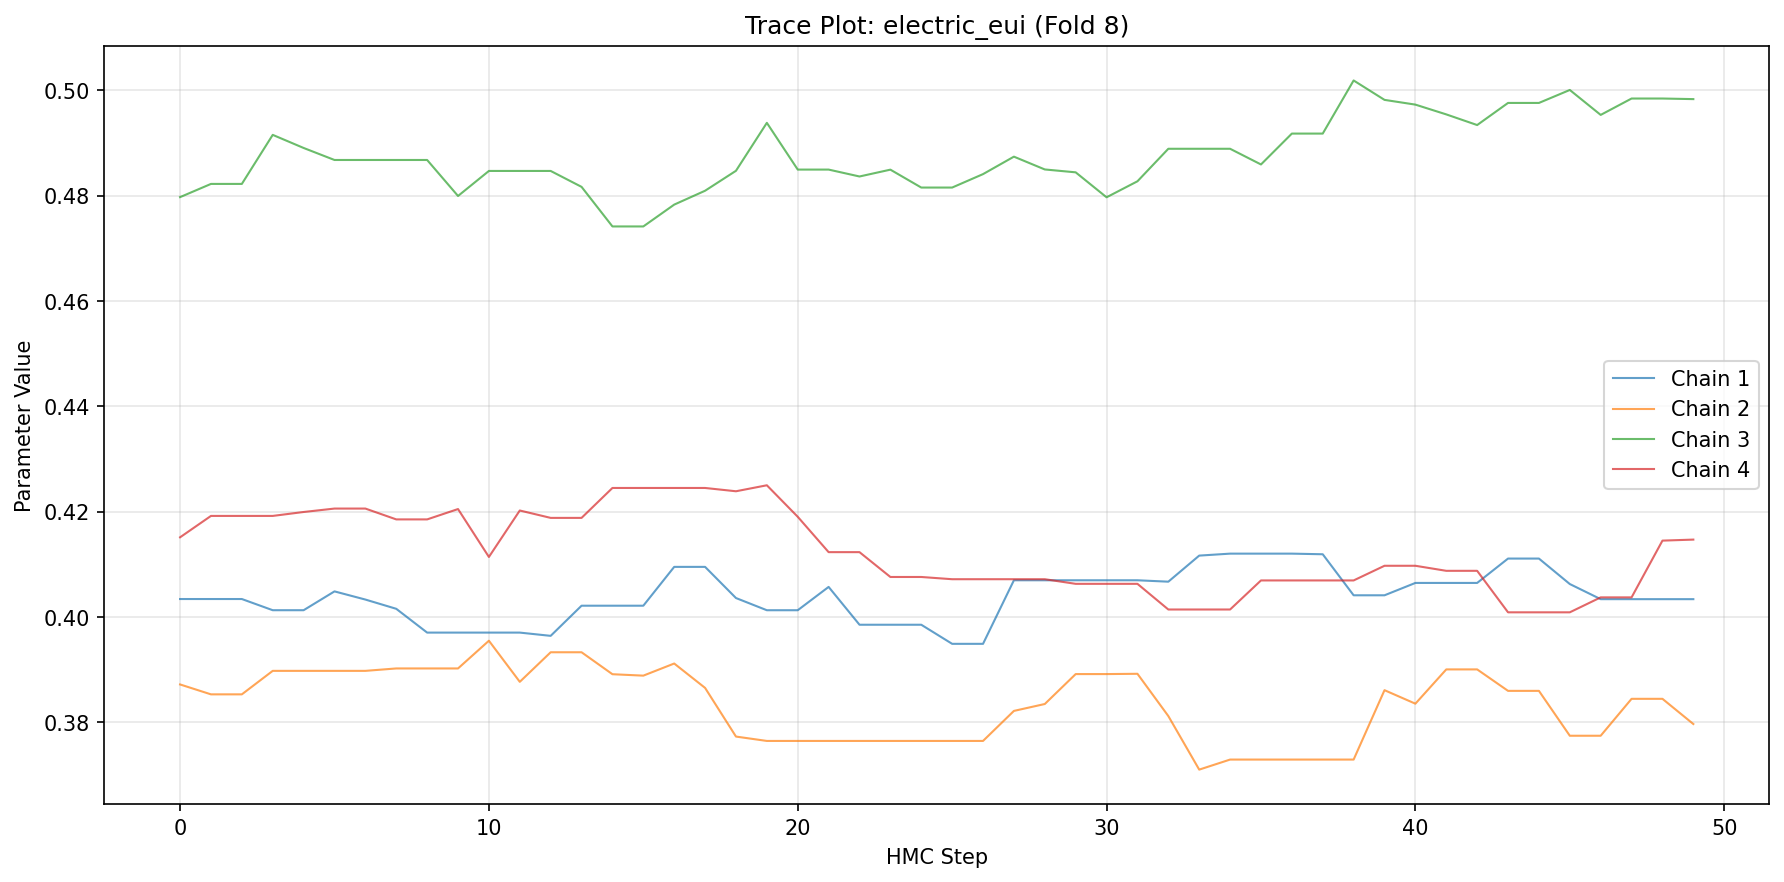 Trace Plot: electric_eui (Fold 8)
0.50
0.48
0.46
0.44
0.42
0.40
0.38
Parameter Value
Chain 1
Chain 2
Chain 3
Chain 4
0 10 20 30 40 50
HMC Step